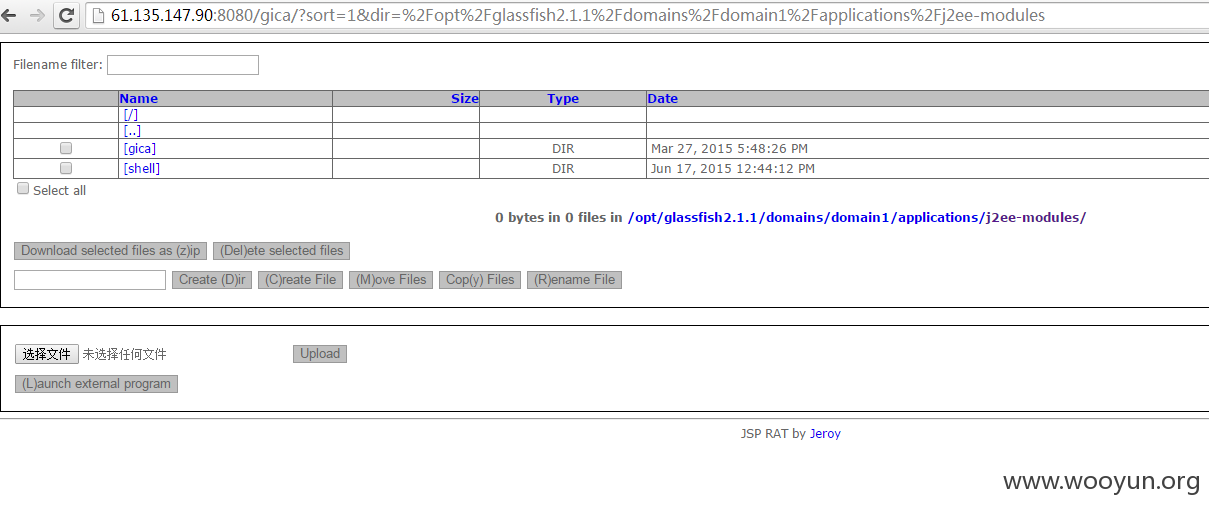 61.135.147.90:8080/gica/?sort=1&dir=%2Fopt%2Fglassfish2.1.1%2Fdomains%2Fdomain1%2Fapplications%2Fj2ee-modules
Filename filter:
Name Size Type Date
[/]
[..]
[gica] DIR Mar 27, 2015 5:48:26 PM
[shell] DIR Jun 17, 2015 12:44:12 PM
Select all
0 bytes in 0 files in /opt/glassfish2.1.1/domains/domain1/applications/j2ee-modules/
Download selected files as (z)ip (Del)ete selected files
Create (D)ir (C)reate File (M)ove Files Cop(y) Files (R)ename File
选择文件 未选择任何文件 Upload
(L)aunch external program
JSP RAT by Jeroy
www.wooyun.org